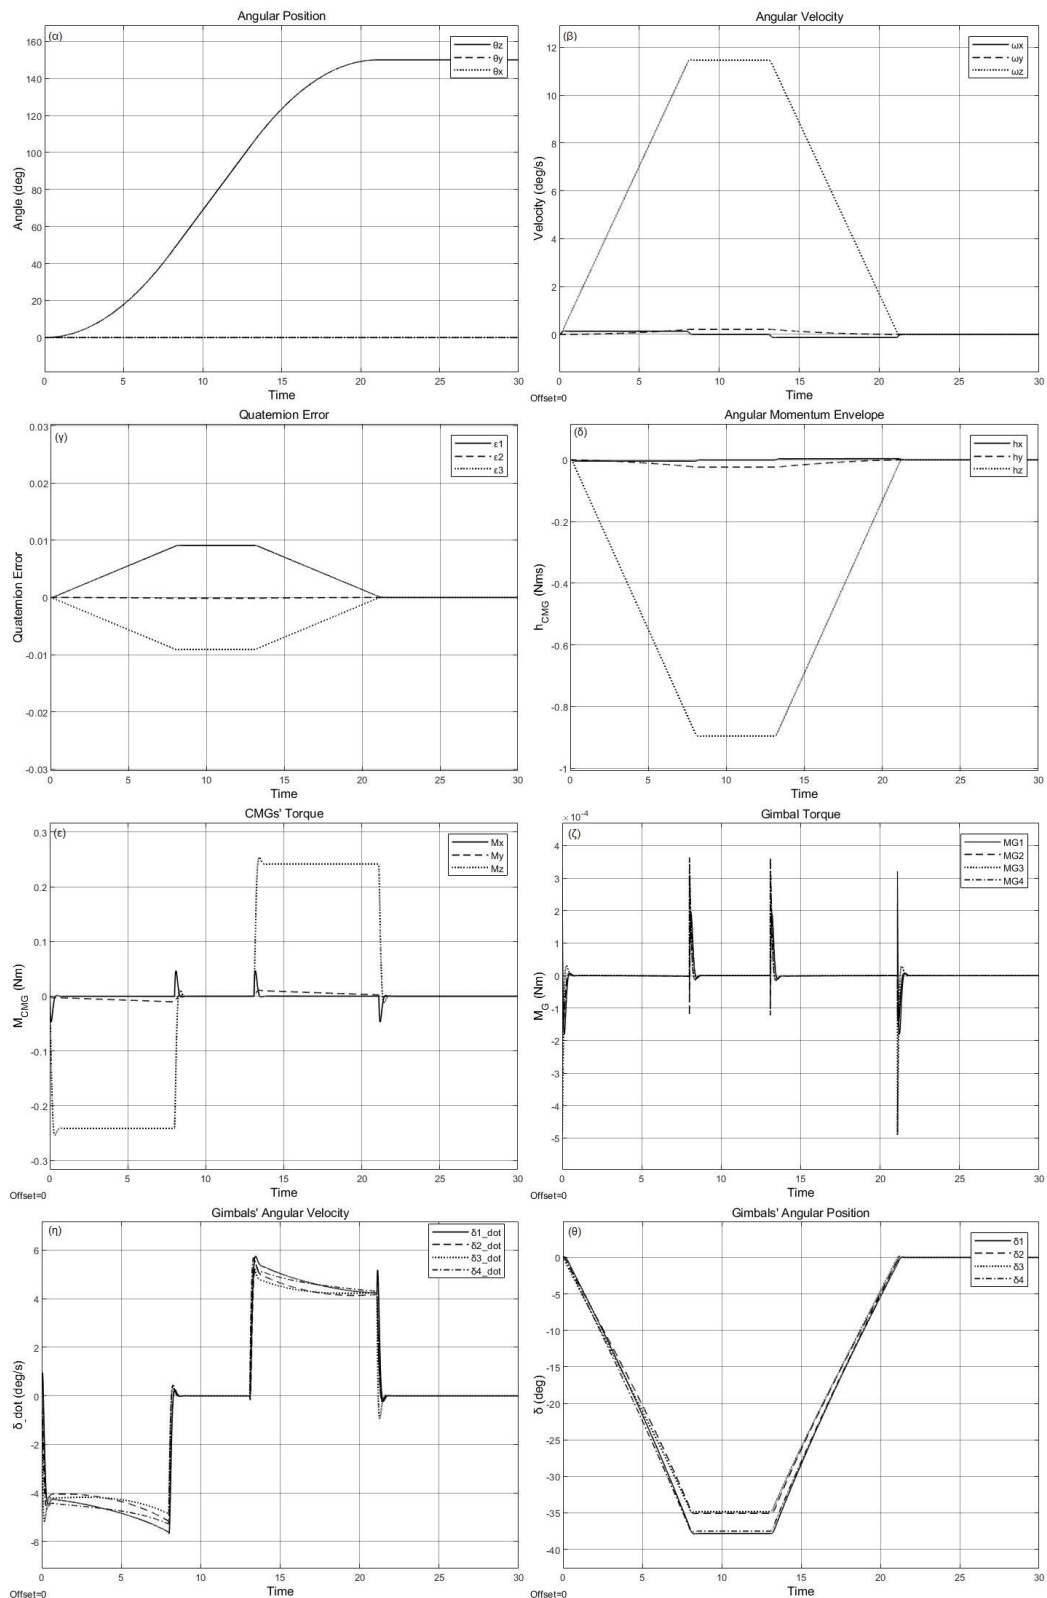 Angular Position
(α)
θz
θy
θx
Angle (deg)
160
140
120
100
80
60
40
20
0
0 5 10 15 20 25 30
Time
Angular Velocity
(β)
ωx
ωy
ωz
Velocity (deg/s)
12
10
8
6
4
2
0
0 5 10 15 20 25 30
Offset=0
Time
Quaternion Error
(γ)
ε1
ε2
ε3
Quaternion Error
0.03
0.02
0.01
0
-0.01
-0.02
-0.03
0 5 10 15 20 25 30
Time
Angular Momentum Envelope
(δ)
hx
hy
hz
h_CMG (Nms)
0
-0.2
-0.4
-0.6
-0.8
-1
0 5 10 15 20 25 30
Time
CMGs' Torque
(ε)
Mx
My
Mz
M_CMG (Nm)
0.3
0.2
0.1
0
-0.1
-0.2
-0.3
0 5 10 15 20 25 30
Offset=0
Time
Gimbal Torque
×10⁻⁴
(ζ)
MG1
MG2
MG3
MG4
M_G (Nm)
4
3
2
1
0
-1
-2
-3
-4
-5
0 5 10 15 20 25 30
Offset=0
Time
Gimbals' Angular Velocity
(η)
δ1_dot
δ2_dot
δ3_dot
δ4_dot
δ_dot (deg/s)
6
4
2
0
-2
-4
-6
0 5 10 15 20 25 30
Offset=0
Time
Gimbals' Angular Position
(θ)
δ1
δ2
δ3
δ4
δ (deg)
0
-5
-10
-15
-20
-25
-30
-35
-40
0 5 10 15 20 25 30
Offset=0
Time